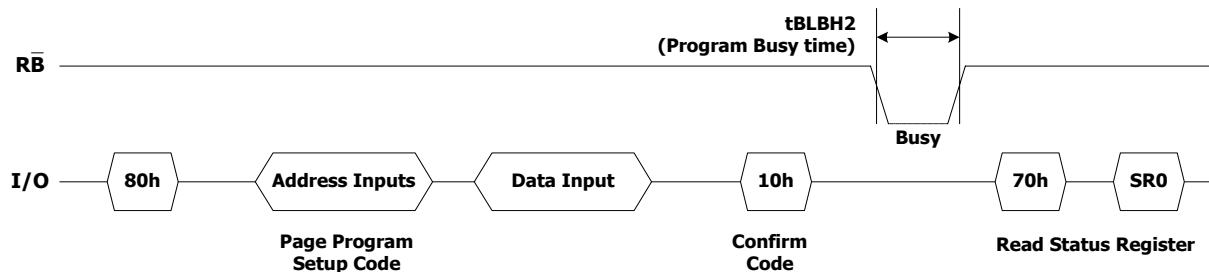 tBLBH2
(Program Busy time)
RB̅
Busy
I/O
80h
Address Inputs
Data Input
10h
70h
SR0
Page Program
Setup Code
Confirm
Code
Read Status Register